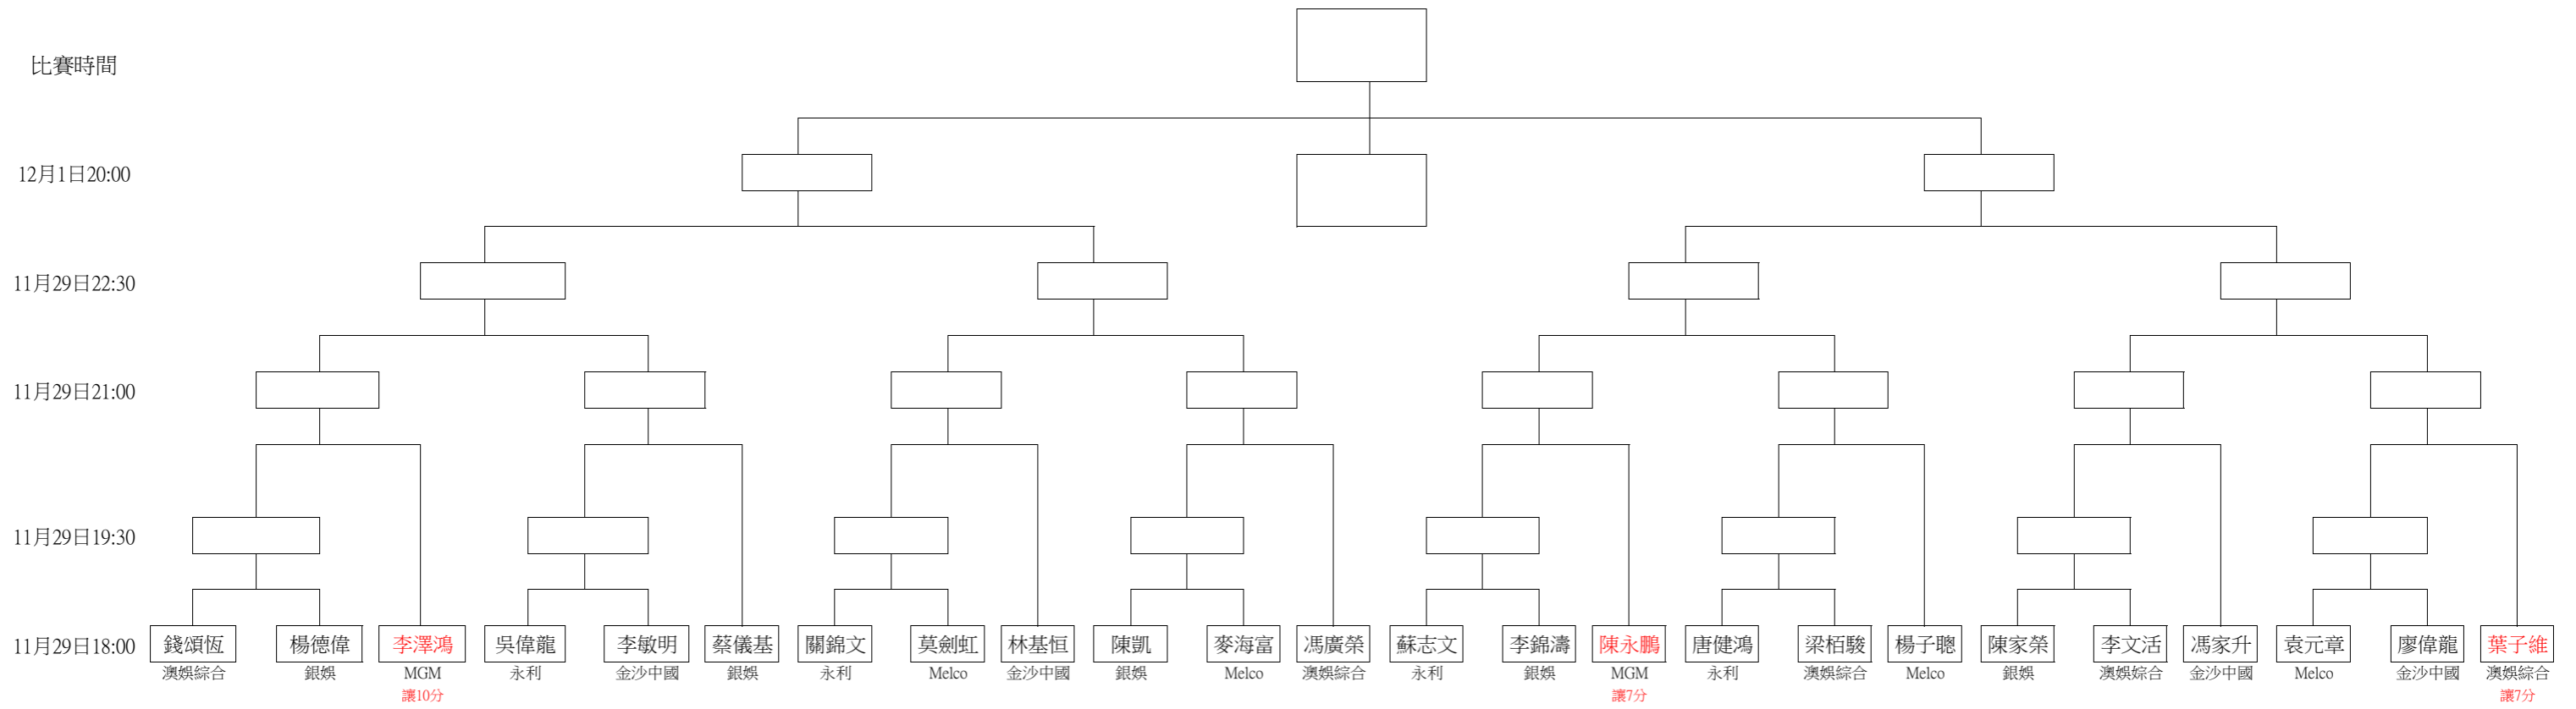 比賽時間
12月1日20:00
11月29日22:30
11月29日21:00
11月29日19:30
11月29日18:00 錢頌恆 楊德偉 李澤鴻 吳偉龍 李敏明 蔡儀基 關錦文 莫劍虹 林基恒 陳凱 麥海富 馮廣榮 蘇志文 李錦濤 陳永鵬 唐健鴻 梁栢駿 楊子聰 陳家榮 李文活 馮家升 袁元章 廖偉龍 葉子維
澳娛綜合 銀娛 MGM 永利 金沙中國 銀娛 永利 Melco 金沙中國 銀娛 Melco 澳娛綜合 永利 銀娛 MGM 永利 澳娛綜合 Melco 銀娛 澳娛綜合 金沙中國 Melco 金沙中國 澳娛綜合
讓10分 讓7分 讓7分